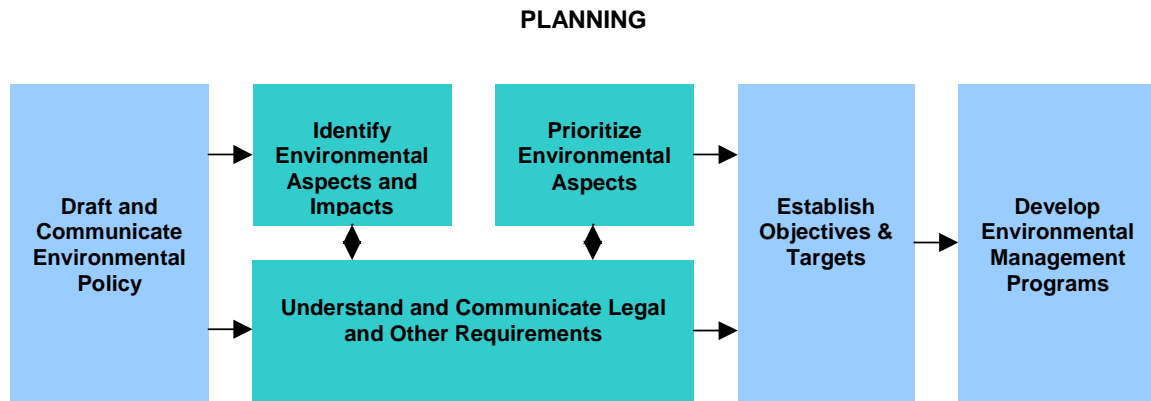 PLANNING
Draft and
Communicate
Environmental
Policy
Identify
Environmental
Aspects and
Impacts
Prioritize
Environmental
Aspects
Understand and Communicate Legal
and Other Requirements
Establish
Objectives &
Targets
Develop
Environmental
Management
Programs